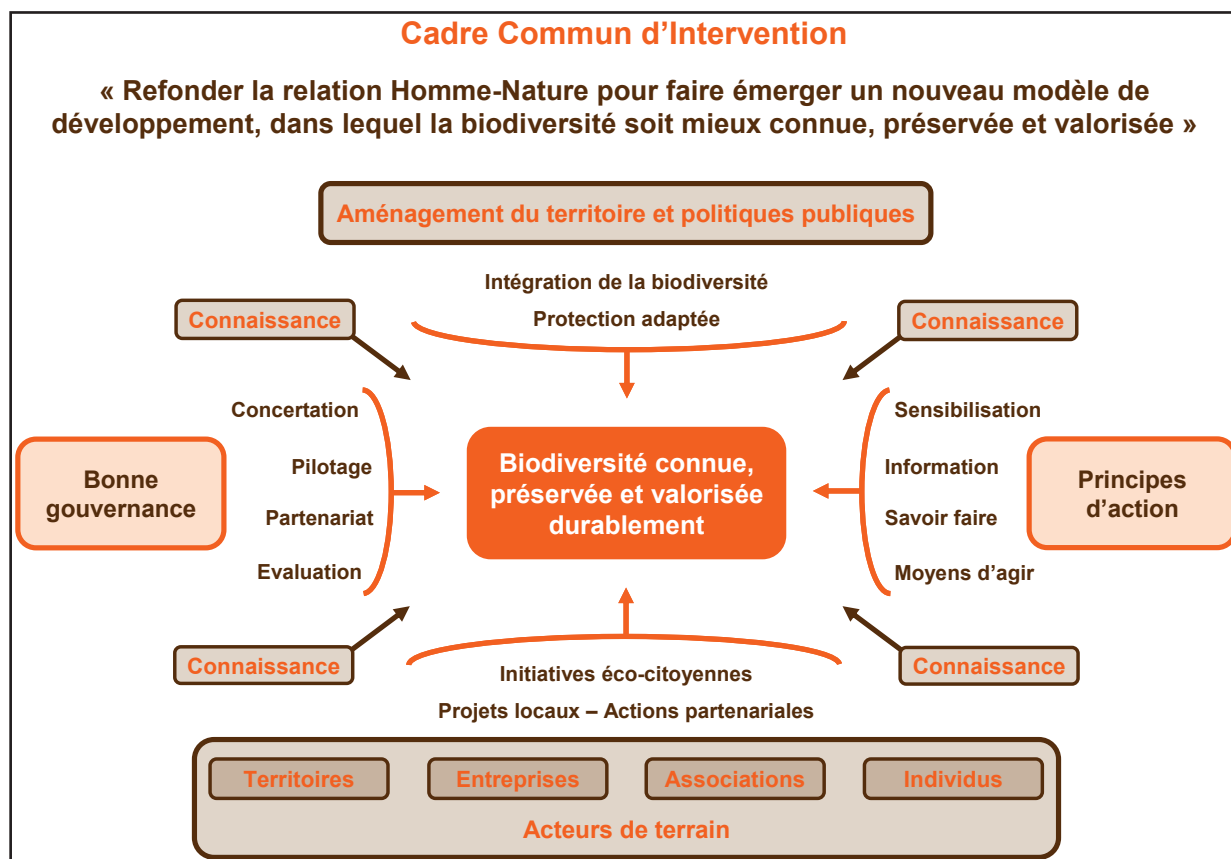 Cadre Commun d’Intervention
« Refonder la relation Homme-Nature pour faire émerger un nouveau modèle de
développement, dans lequel la biodiversité soit mieux connue, préservée et valorisée »
Aménagement du territoire et politiques publiques
Intégration de la biodiversité
Protection adaptée
Connaissance
Connaissance
Concertation
Pilotage
Partenariat
Evaluation
Bonne
gouvernance
Biodiversité connue,
préservée et valorisée
durablement
Sensibilisation
Information
Savoir faire
Moyens d’agir
Principes
d’action
Connaissance
Connaissance
Initiatives éco-citoyennes
Projets locaux – Actions partenariales
Territoires
Entreprises
Associations
Individus
Acteurs de terrain